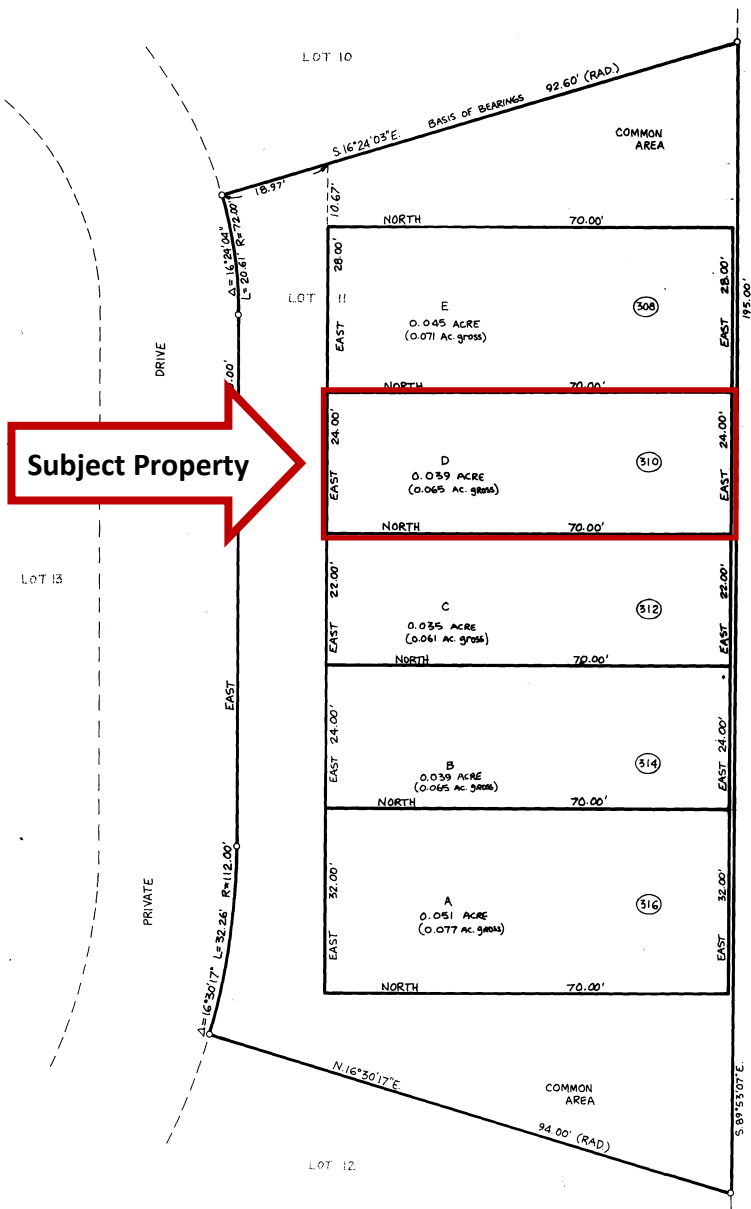 LOT 10
92.60' (RAD.)
BASIS OF BEARINGS
S.16°24'03"E.
COMMON
AREA
18.97'
10.67'
NORTH 70.00'
Δ=16°24'04"
L=20.61' R=72.00'
28.00'
EAST
LOT 11
E
0.045 ACRE
(0.071 Ac. gross)
308
28.00'
EAST
195.00'
DRIVE
NORTH 70.00'
Subject Property
24.00'
EAST
D
0.039 ACRE
(0.065 Ac. gross)
310
24.00'
EAST
NORTH 70.00'
LOT 13
22.00'
EAST
C
0.035 ACRE
(0.061 Ac. gross)
312
22.00'
EAST
NORTH 70.00'
EAST
24.00'
EAST
B
0.039 ACRE
(0.065 Ac. gross)
314
24.00'
EAST
NORTH 70.00'
PRIVATE
Δ=16°30'17" L=32.26' R=112.00'
32.00'
EAST
A
0.051 ACRE
(0.077 Ac. gross)
316
32.00'
EAST
NORTH 70.00'
N.16°30'17"E.
94.00' (RAD.)
COMMON
AREA
S.89°53'07"E.
LOT 12